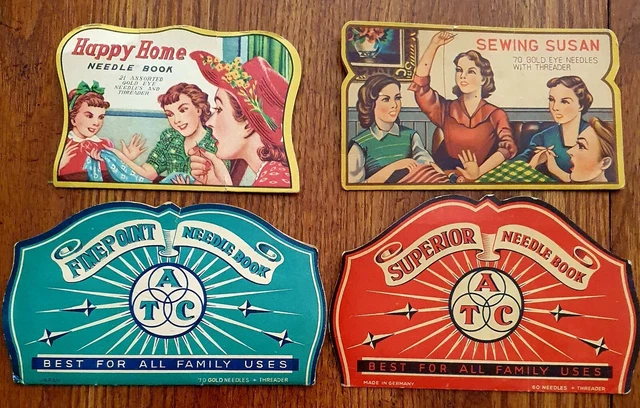 Happy Home
NEEDLE BOOK
21 ASSORTED
GOLD EYE
NEEDLES AND
THREADER
SEWING SUSAN
70 GOLD EYE NEEDLES
WITH THREADER
FINEPOINT NEEDLE BOOK
A
T C
BEST FOR ALL FAMILY USES
70 GOLD NEEDLES + THREADER
SUPERIOR NEEDLE BOOK
A
T C
BEST FOR ALL FAMILY USES
MADE IN GERMANY
60 NEEDLES + THREADER